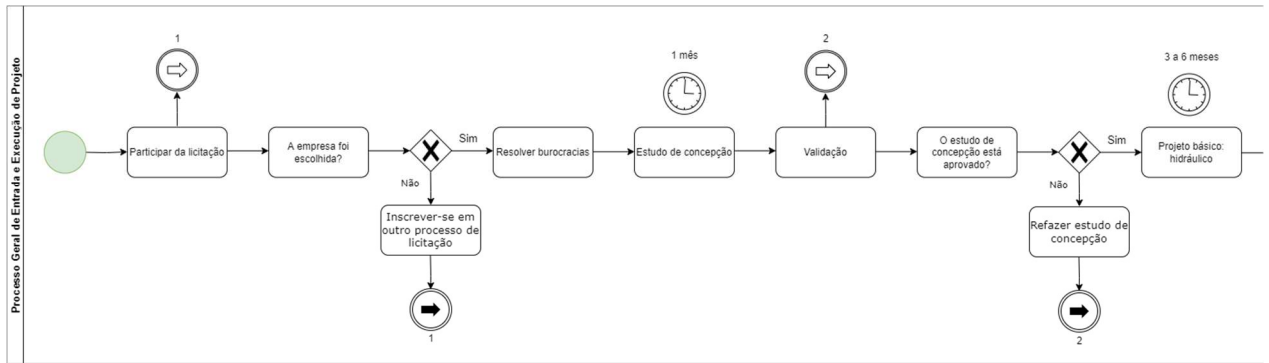 Processo Geral de Entrada e Execução de Projeto
1
Participar da licitação
A empresa foi
escolhida?
Sim
Não
Inscrever-se em
outro processo de
licitação
1
Resolver burocracias
1 mês
Estudo de concepção
2
Validação
O estudo de
concepção está
aprovado?
Sim
Não
Refazer estudo de
concepção
2
3 a 6 meses
Projeto básico:
hidráulico